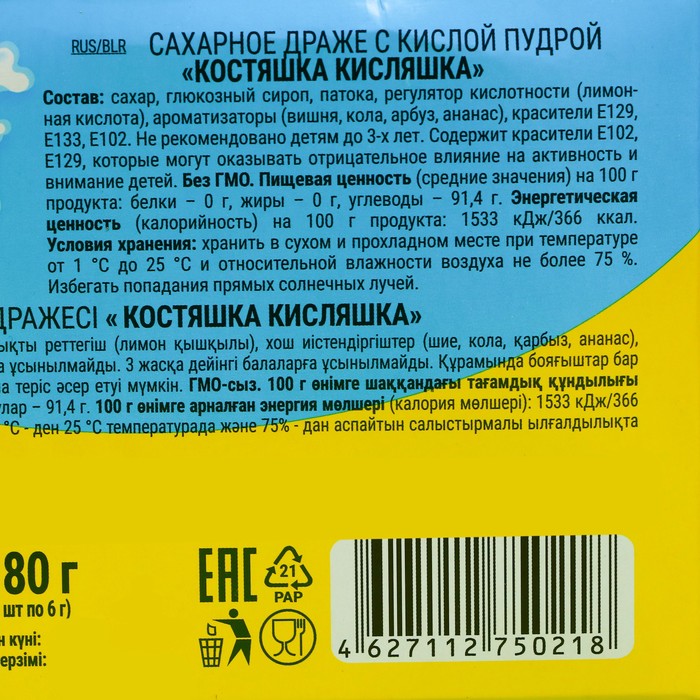 RUS/BLR САХАРНОЕ ДРАЖЕ С КИСЛОЙ ПУДРОЙ
«КОСТЯШКА КИСЛЯШКА»
Состав: сахар, глюкозный сироп, патока, регулятор кислотности (лимон-
ная кислота), ароматизаторы (вишня, кола, арбуз, ананас), красители Е129,
Е133, Е102. Не рекомендовано детям до 3-х лет. Содержит красители Е102,
Е129, которые могут оказывать отрицательное влияние на активность и
внимание детей. Без ГМО. Пищевая ценность (средние значения) на 100 г
продукта: белки – 0 г, жиры – 0 г, углеводы – 91,4 г. Энергетическая
ценность (калорийность) на 100 г продукта: 1533 кДж/366 ккал.
Условия хранения: хранить в сухом и прохладном месте при температуре
от 1 °С до 25 °С и относительной влажности воздуха не более 75 %.
Избегать попадания прямых солнечных лучей.
ДРАЖЕСІ « КОСТЯШКА КИСЛЯШКА»
ықты реттегіш (лимон қышқылы), хош иістендіргіштер (шие, кола, қарбыз, ананас),
ұсынылмайды. 3 жасқа дейінгі балаларға ұсынылмайды. Құрамында бояғыштар бар
теріс әсер етуі мүмкін. ГМО-сыз. 100 г өнімге шаққандағы тағамдық құндылығы
лар – 91,4 г. 100 г өнімге арналған энергия мөлшері (калория мөлшері): 1533 кДж/366
°С - ден 25 °С температурада және 75% - дан аспайтын салыстырмалы ылғалдылықта
80 г
шт по 6 г)
н күні:
ерзімі:
ЕАС
21
PAP
4 627112 750218